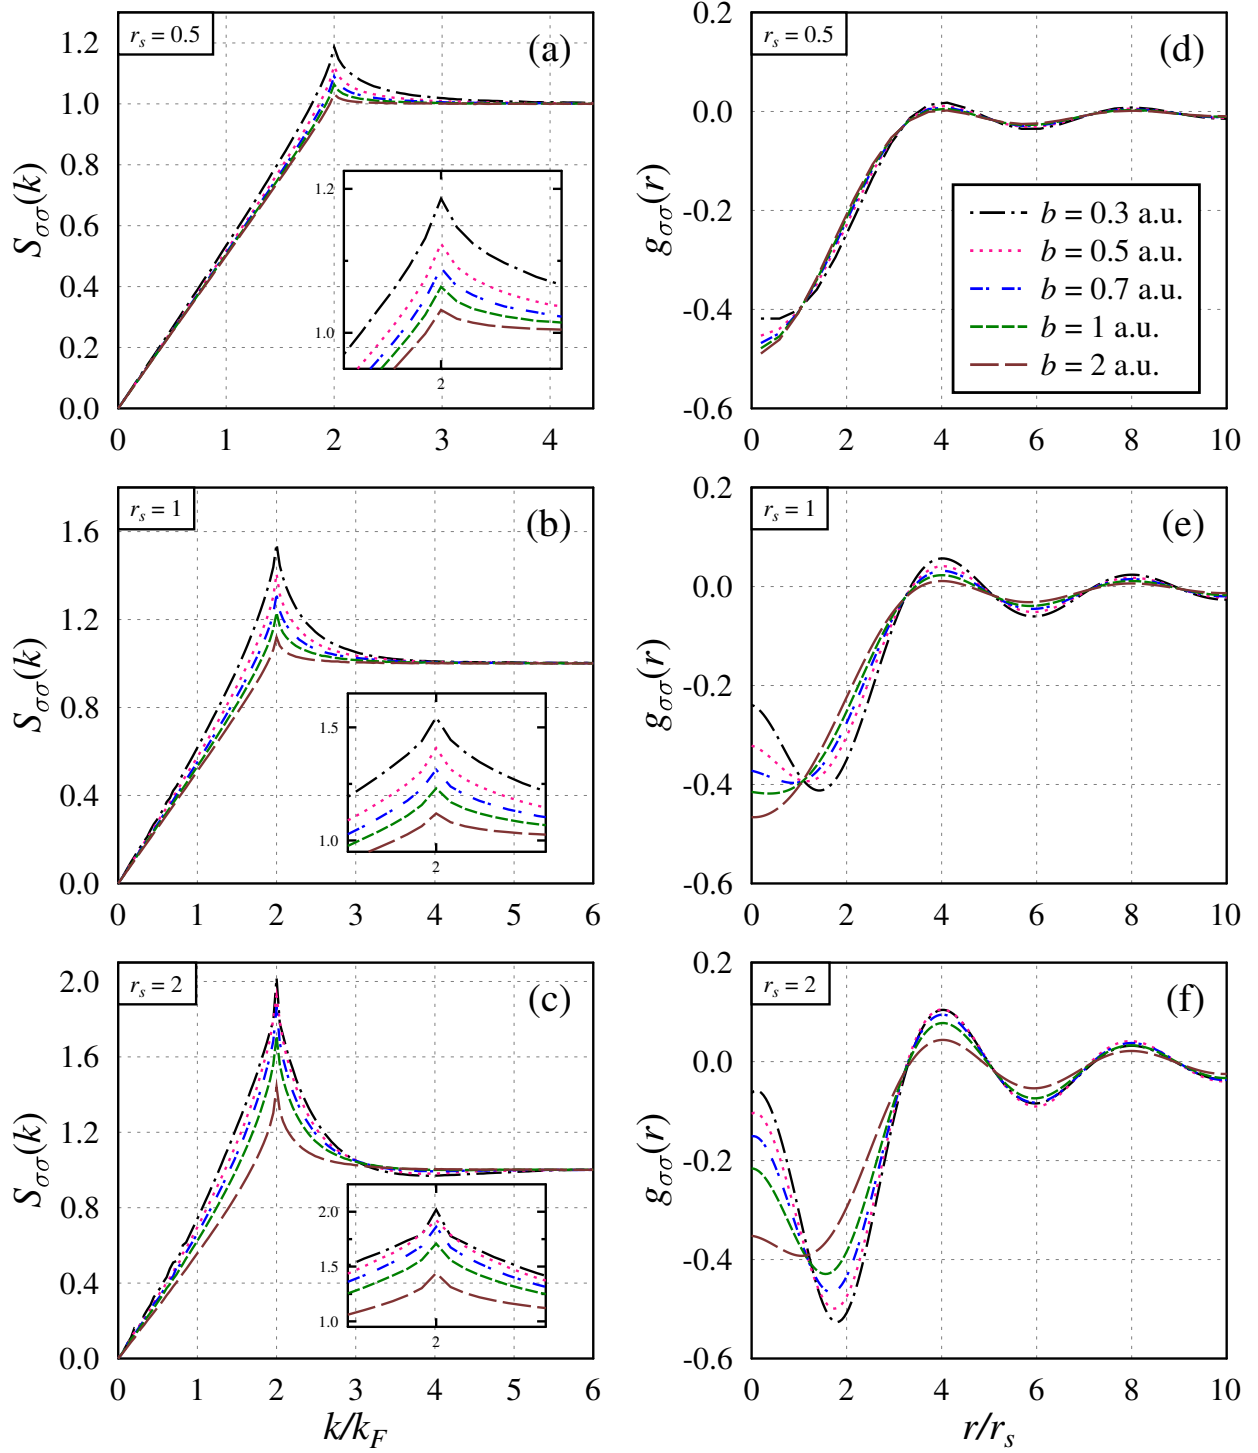 r_s = 0.5
(a)
1.2
1.0
0.8
0.6
0.4
0.2
0.0
S_σσ(k)
0 1 2 3 4
1.2
1.0
2
r_s = 0.5
(d)
0.2
0.0
-0.2
-0.4
-0.6
g_σσ(r)
0 2 4 6 8 10
b = 0.3 a.u.
b = 0.5 a.u.
b = 0.7 a.u.
b = 1 a.u.
b = 2 a.u.
r_s = 1
(b)
1.6
1.2
0.8
0.4
0.0
S_σσ(k)
0 1 2 3 4 5 6
1.5
1.0
2
r_s = 1
(e)
0.2
0.0
-0.2
-0.4
-0.6
g_σσ(r)
0 2 4 6 8 10
r_s = 2
(c)
2.0
1.6
1.2
0.8
0.4
0.0
S_σσ(k)
0 1 2 3 4 5 6
k/k_F
2.0
1.5
1.0
2
r_s = 2
(f)
0.2
0.0
-0.2
-0.4
-0.6
g_σσ(r)
0 2 4 6 8 10
r/r_s